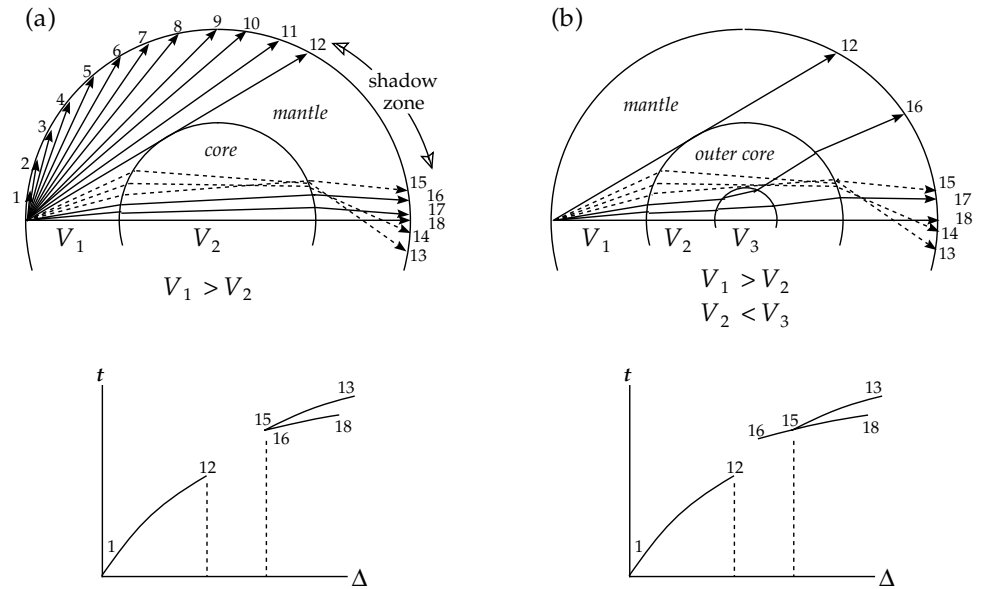 (a)
1
2
3
4
5
6
7
8
9
10
11
12
shadow
zone
mantle
core
15
16
17
18
14
13
V₁
V₂
V₁ > V₂
(b)
12
16
mantle
outer core
15
17
18
14
13
V₁
V₂
V₃
V₁ > V₂
V₂ < V₃
t
1
12
15
16
13
18
Δ
t
1
12
16
15
13
18
Δ